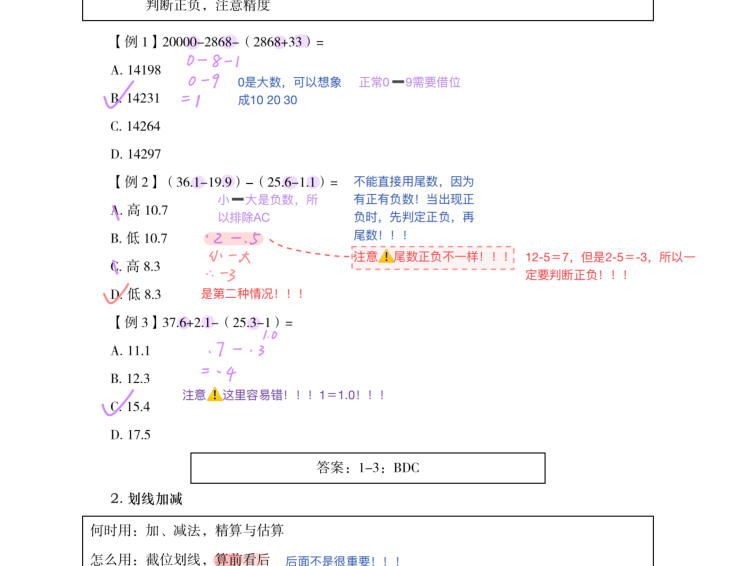 判断正负，注意精度
【例 1】20000-2868-（2868+33）=
A. 14198
0-8-1
0-9
=1
0是大数，可以想象
成10 20 30
正常0➖9需要借位
B. 14231
C. 14264
D. 14297
【例 2】（36.1-19.9）-（25.6-1.1）=
不能直接用尾数，因为
有正有负数！当出现正
负时，先判定正负，再
尾数！！！
小➖大是负数，所
以排除AC
A. 高 10.7
B. 低 10.7
·2-.5
小-大
∴-3
注意⚠️尾数正负不一样！！！
12-5＝7，但是2-5＝-3，所以一
定要判断正负！！！
C. 高 8.3
D. 低 8.3
是第二种情况！！！
【例 3】37.6+2.1-（25.3-1）=
1.0
A. 11.1
.7-.3
=.4
B. 12.3
注意⚠️这里容易错！！！1＝1.0！！！
C. 15.4
D. 17.5
答案：1-3：BDC
2. 划线加减
何时用：加、减法，精算与估算
怎么用：截位划线，算前看后
后面不是很重要！！！